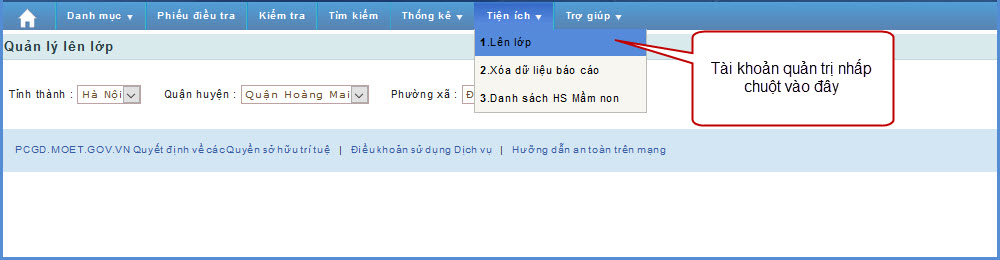 Danh mục Phiếu điều tra Kiểm tra Tìm kiếm Thống kê Tiện ích Trợ giúp
Quản lý lên lớp
1.Lên lớp
2.Xóa dữ liệu báo cáo
3.Danh sách HS Mầm non
Tài khoản quản trị nhấp
chuột vào đây
Tỉnh thành : Hà Nội Quận huyện : Quận Hoàng Mai Phường xã : Đ
PCGD.MOET.GOV.VN Quyết định về các Quyền sở hữu trí tuệ | Điều khoản sử dụng Dịch vụ | Hướng dẫn an toàn trên mạng